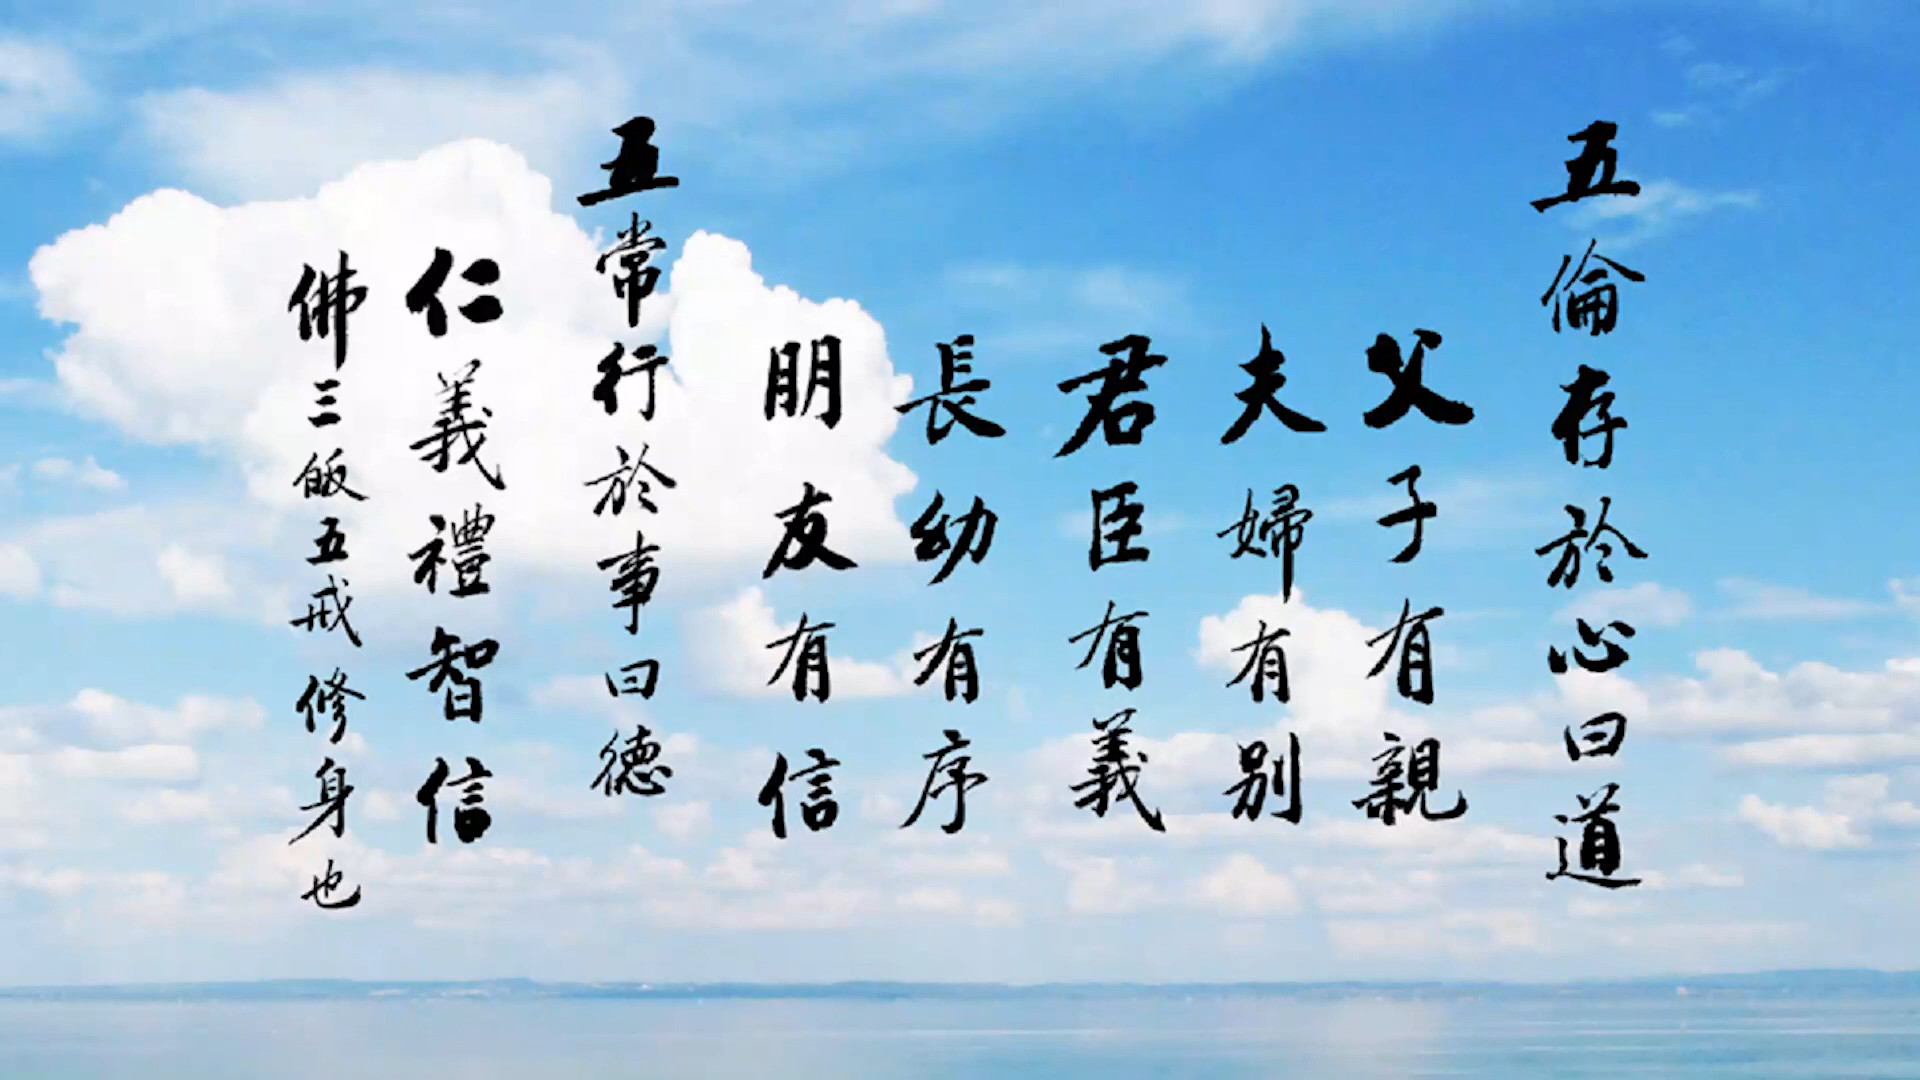 五倫存於心曰道
父子有親
夫婦有別
君臣有義
長幼有序
朋友有信
五常行於事曰德
仁義禮智信
佛三皈五戒修身也